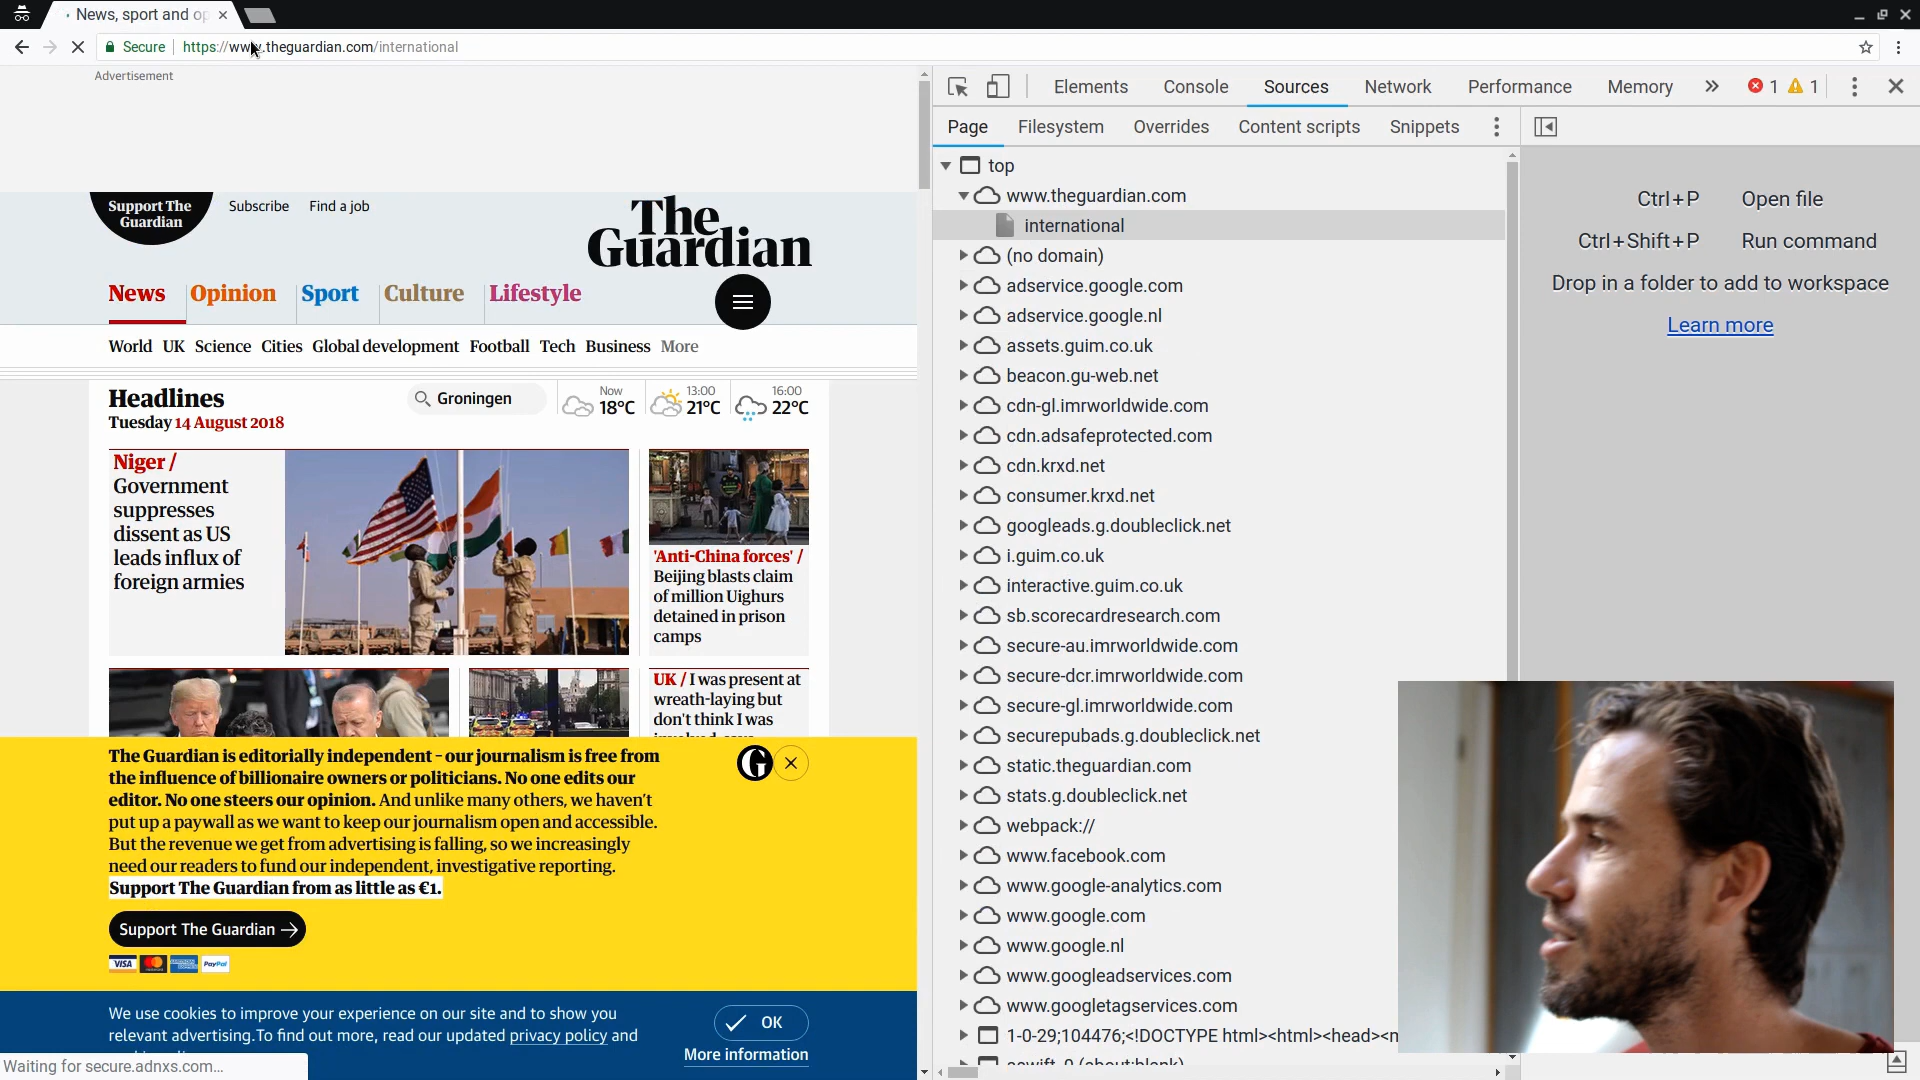 News, sport and op
Secure
https://www.theguardian.com/international
Advertisement
Support The
Guardian
Subscribe
Find a job
The
Guardian
News
Opinion
Sport
Culture
Lifestyle
World UK Science Cities Global development Football Tech Business More
Headlines
Tuesday 14 August 2018
Groningen
Now
18°C
13:00
21°C
16:00
22°C
Niger /
Government
suppresses
dissent as US
leads influx of
foreign armies
'Anti-China forces' /
Beijing blasts claim
of million Uighurs
detained in prison
camps
UK / I was present at
wreath-laying but
don't think I was
The Guardian is editorially independent – our journalism is free from
the influence of billionaire owners or politicians. No one edits our
editor. No one steers our opinion. And unlike many others, we haven't
put up a paywall as we want to keep our journalism open and accessible.
But the revenue we get from advertising is falling, so we increasingly
need our readers to fund our independent, investigative reporting.
Support The Guardian from as little as €1.
G
Support The Guardian
VISA
PayPal
We use cookies to improve your experience on our site and to show you
relevant advertising.To find out more, read our updated privacy policy and
OK
More information
Waiting for secure.adnxs.com...
Elements Console Sources Network Performance Memory
1
1
Page Filesystem Overrides Content scripts Snippets
top
www.theguardian.com
international
(no domain)
adservice.google.com
adservice.google.nl
assets.guim.co.uk
beacon.gu-web.net
cdn-gl.imrworldwide.com
cdn.adsafeprotected.com
cdn.krxd.net
consumer.krxd.net
googleads.g.doubleclick.net
i.guim.co.uk
interactive.guim.co.uk
sb.scorecardresearch.com
secure-au.imrworldwide.com
secure-dcr.imrworldwide.com
secure-gl.imrworldwide.com
securepubads.g.doubleclick.net
static.theguardian.com
stats.g.doubleclick.net
webpack://
www.facebook.com
www.google-analytics.com
www.google.com
www.google.nl
www.googleadservices.com
www.googletagservices.com
1-0-29;104476;<!DOCTYPE html><html><head><m
Ctrl+P Open file
Ctrl+Shift+P Run command
Drop in a folder to add to workspace
Learn more